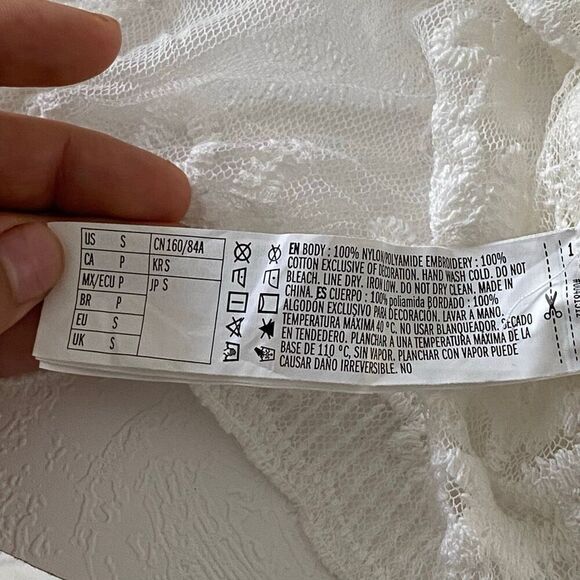 US S CN160/84A
CA P KR S
MX/ECU P JP S
BR P
EU S
UK S
EN BODY : 100% NYLON/POLYAMIDE EMBROIDERY : 100%
COTTON EXCLUSIVE OF DECORATION. HAND WASH COLD. DO NOT
BLEACH. LINE DRY. IRON LOW. DO NOT DRY CLEAN. MADE IN
CHINA. ES CUERPO : 100% poliamida BORDADO : 100%
ALGODÓN EXCLUSIVO PARA DECORACIÓN. LAVAR A MANO.
TEMPERATURA MÁXIMA 40 °C. NO USAR BLANQUEADOR. SECADO
EN TENDEDERO. PLANCHAR A UNA TEMPERATURA MÁXIMA DE LA
BASE DE 110 °C, SIN VAPOR. PLANCHAR CON VAPOR PUEDE
CAUSAR DAÑO IRREVERSIBLE. NO
1